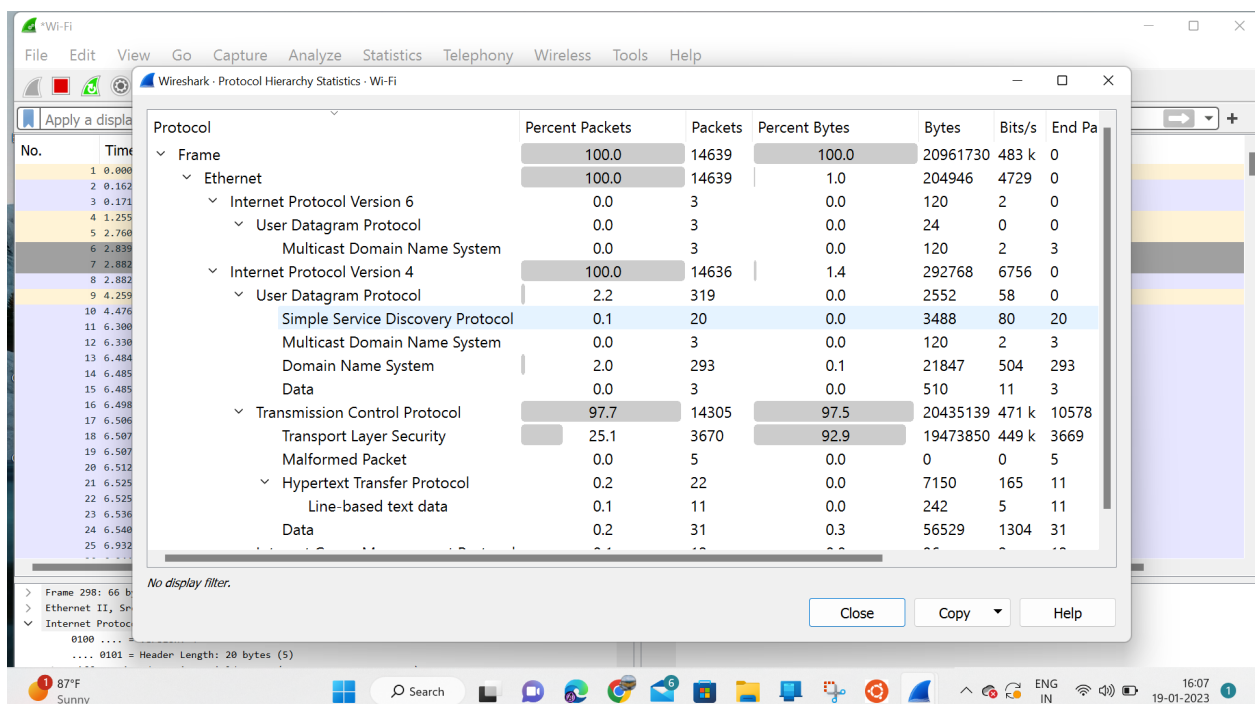 *Wi-Fi
File Edit View Go Capture Analyze Statistics Telephony Wireless Tools Help
Wireshark · Protocol Hierarchy Statistics · Wi-Fi
Apply a displa
No. Time
1 0.000
2 0.162
3 0.171
4 1.255
5 2.760
6 2.839
7 2.882
8 2.882
9 4.259
10 4.476
11 6.300
12 6.330
13 6.484
14 6.485
15 6.485
16 6.498
17 6.506
18 6.507
19 6.507
20 6.512
21 6.525
22 6.525
23 6.536
24 6.540
25 6.932
Protocol Percent Packets Packets Percent Bytes Bytes Bits/s End Pa
Frame 100.0 14639 100.0 20961730 483 k 0
Ethernet 100.0 14639 1.0 204946 4729 0
Internet Protocol Version 6 0.0 3 0.0 120 2 0
User Datagram Protocol 0.0 3 0.0 24 0 0
Multicast Domain Name System 0.0 3 0.0 120 2 3
Internet Protocol Version 4 100.0 14636 1.4 292768 6756 0
User Datagram Protocol 2.2 319 0.0 2552 58 0
Simple Service Discovery Protocol 0.1 20 0.0 3488 80 20
Multicast Domain Name System 0.0 3 0.0 120 2 3
Domain Name System 2.0 293 0.1 21847 504 293
Data 0.0 3 0.0 510 11 3
Transmission Control Protocol 97.7 14305 97.5 20435139 471 k 10578
Transport Layer Security 25.1 3670 92.9 19473850 449 k 3669
Malformed Packet 0.0 5 0.0 0 0 5
Hypertext Transfer Protocol 0.2 22 0.0 7150 165 11
Line-based text data 0.1 11 0.0 242 5 11
Data 0.2 31 0.3 56529 1304 31
No display filter.
Close Copy Help
Frame 298: 66 b
Ethernet II, Sr
Internet Protoco
0100 .... =
.... 0101 = Header Length: 20 bytes (5)
1 87°F
Sunny
Search
6
ENG
IN
16:07
19-01-2023
1